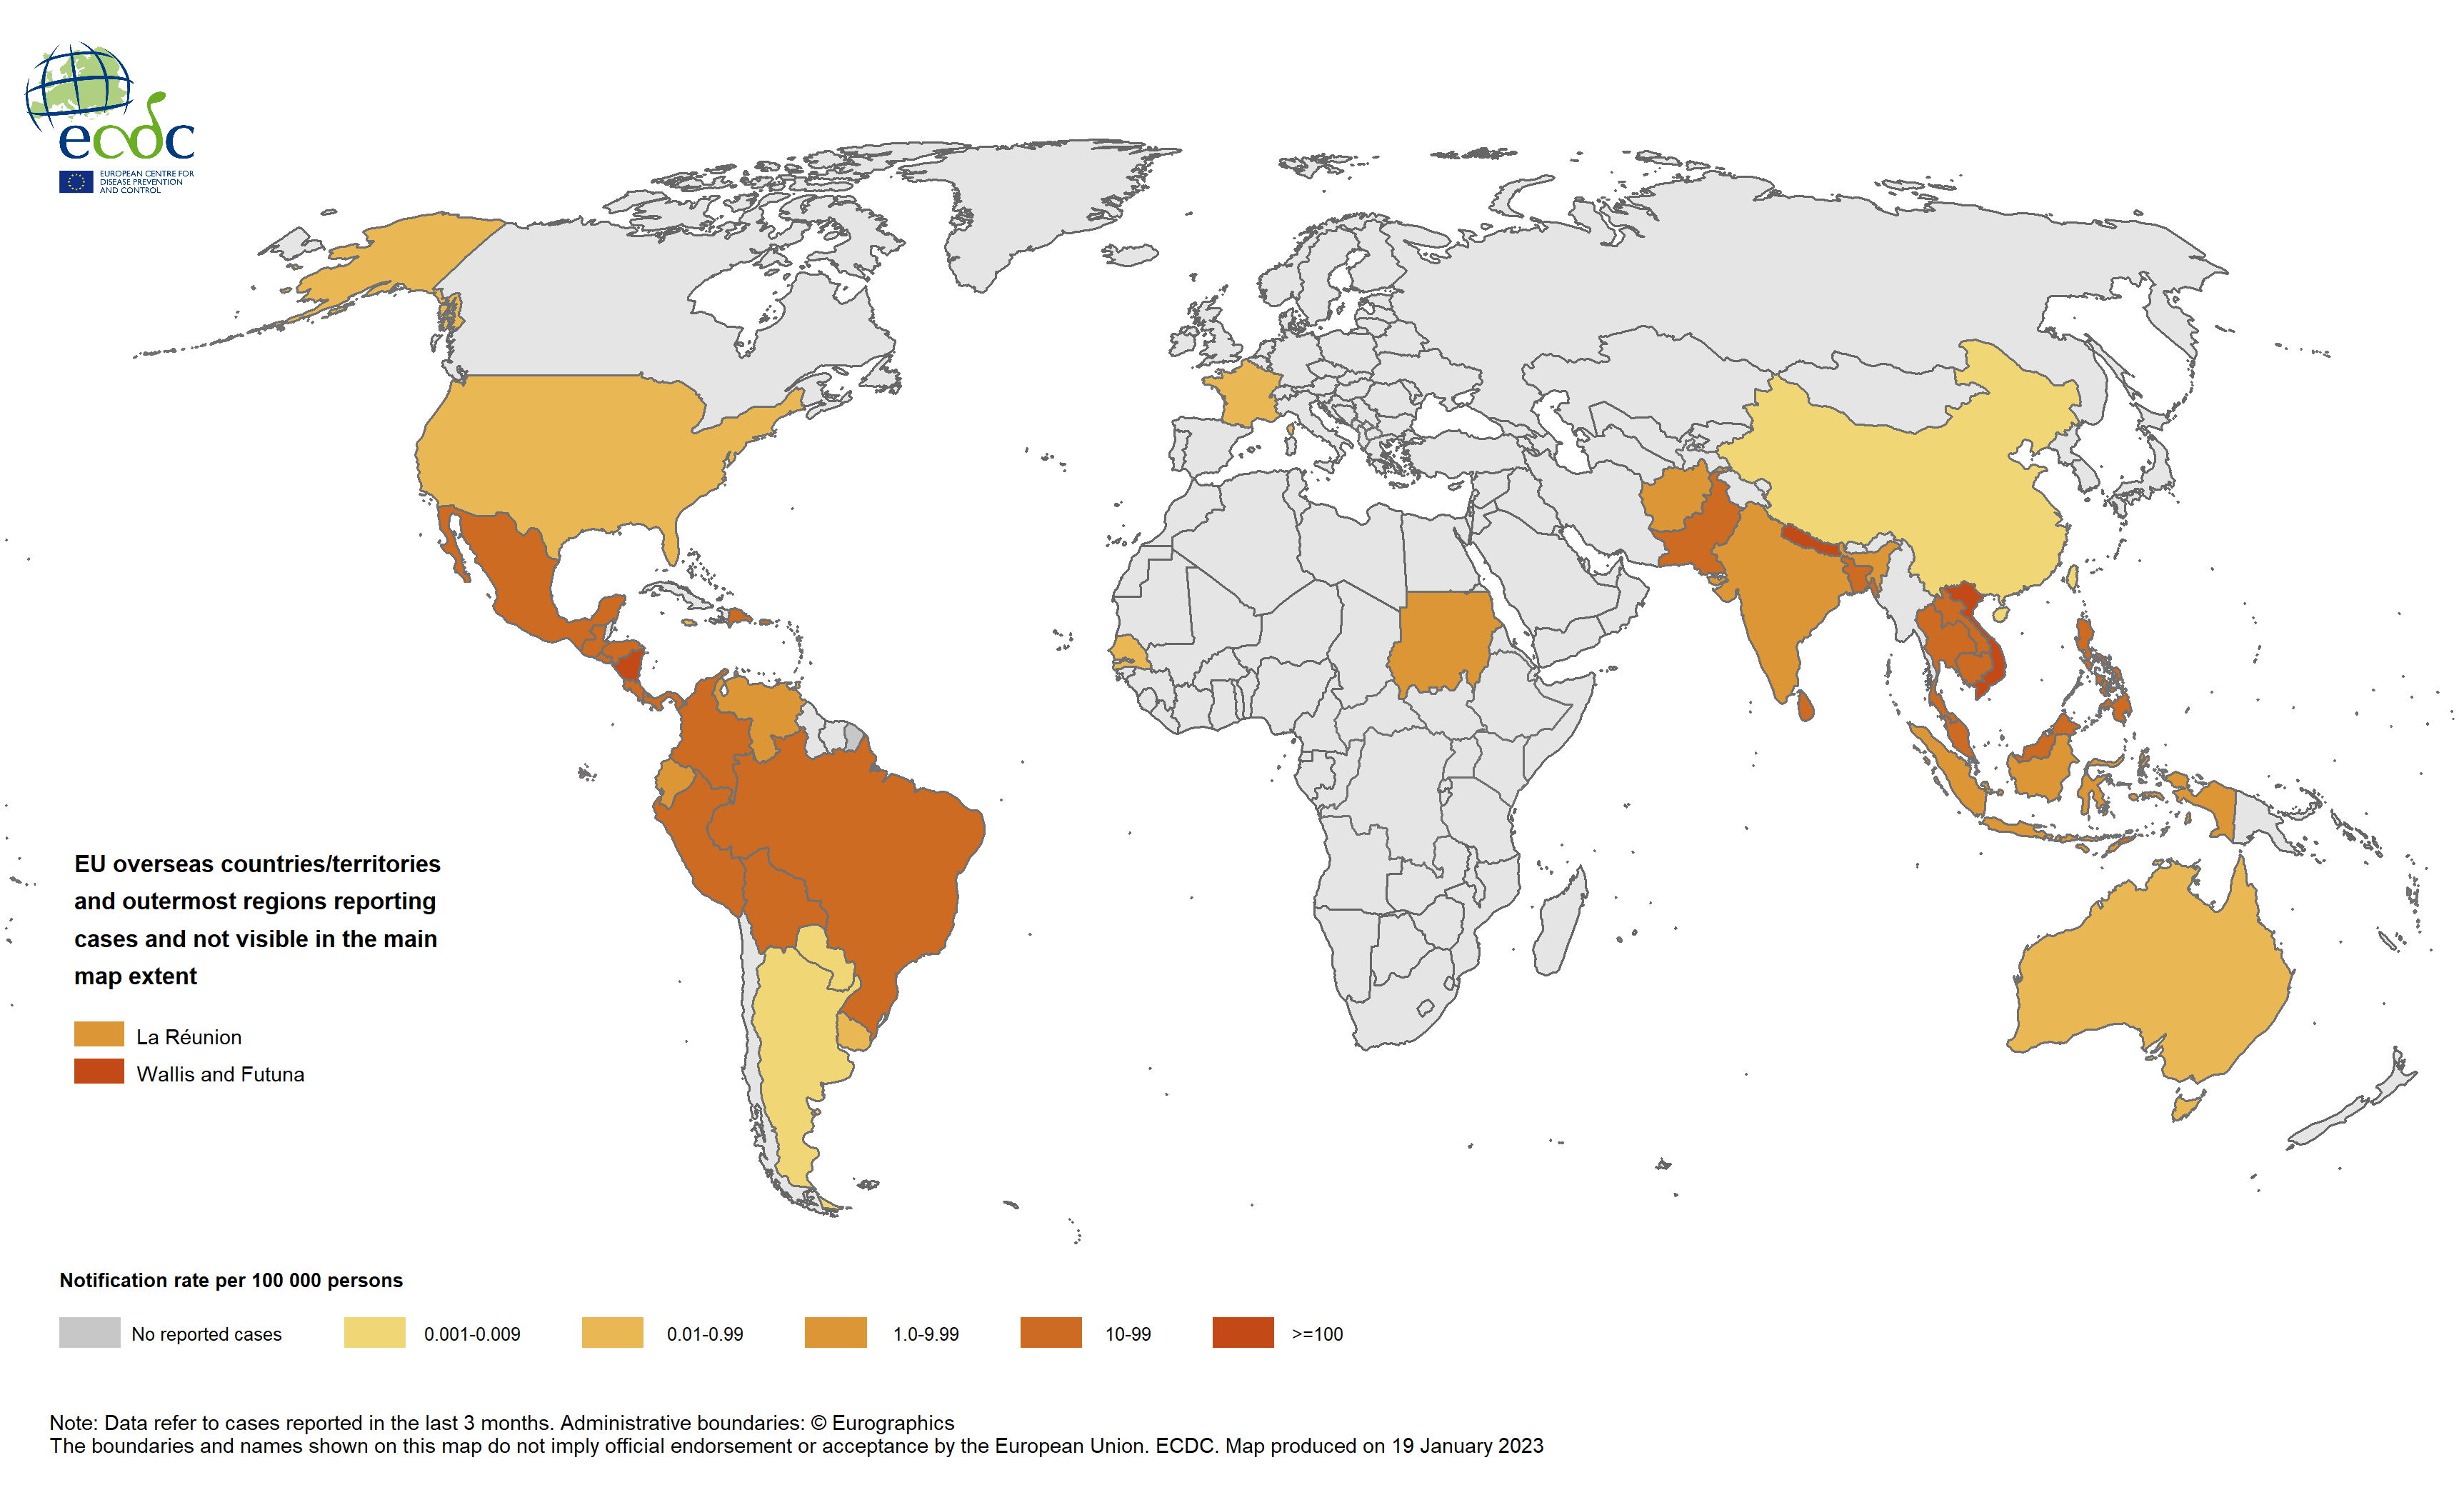 ecdc
EUROPEAN CENTRE FOR
DISEASE PREVENTION
AND CONTROL
EU overseas countries/territories
and outermost regions reporting
cases and not visible in the main
map extent
La Réunion
Wallis and Futuna
Notification rate per 100 000 persons
No reported cases
0.001-0.009
0.01-0.99
1.0-9.99
10-99
>=100
Note: Data refer to cases reported in the last 3 months. Administrative boundaries: © Eurographics
The boundaries and names shown on this map do not imply official endorsement or acceptance by the European Union. ECDC. Map produced on 19 January 2023